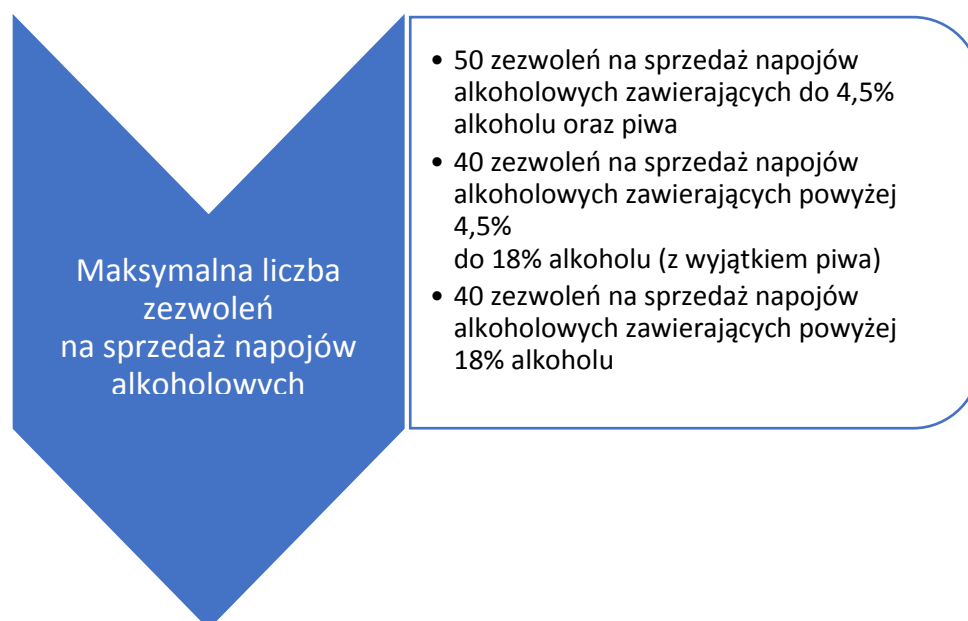 Maksymalna liczba
zezwoleń
na sprzedaż napojów
alkoholowych
• 50 zezwoleń na sprzedaż napojów
alkoholowych zawierających do 4,5%
alkoholu oraz piwa
• 40 zezwoleń na sprzedaż napojów
alkoholowych zawierających powyżej
4,5%
do 18% alkoholu (z wyjątkiem piwa)
• 40 zezwoleń na sprzedaż napojów
alkoholowych zawierających powyżej
18% alkoholu